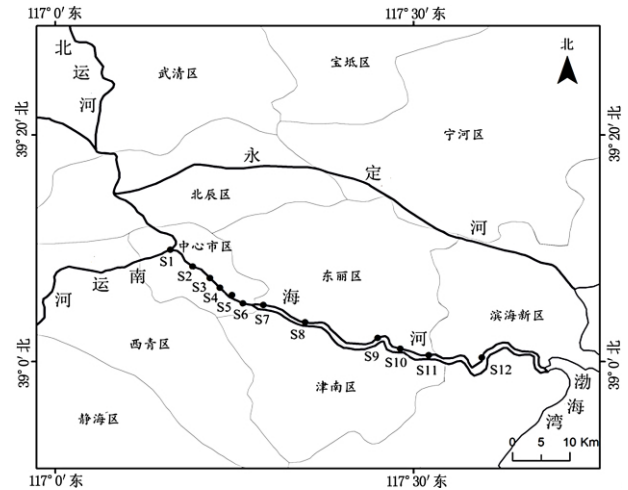 117° 0′ 东
117° 30′ 东
北
运
河
武清区
宝坻区
北
39° 20′ 北
39° 20′ 北
宁河区
永
定
河
北辰区
中心市区
S1
S2
S3
S4
S5
S6
S7
S8
S9
S10
S11
S12
南
运
河
海
河
东丽区
滨海新区
西青区
津南区
静海区
39° 0′ 北
39° 0′ 北
渤
海
湾
0 5 10 Km
117° 0′ 东
117° 30′ 东